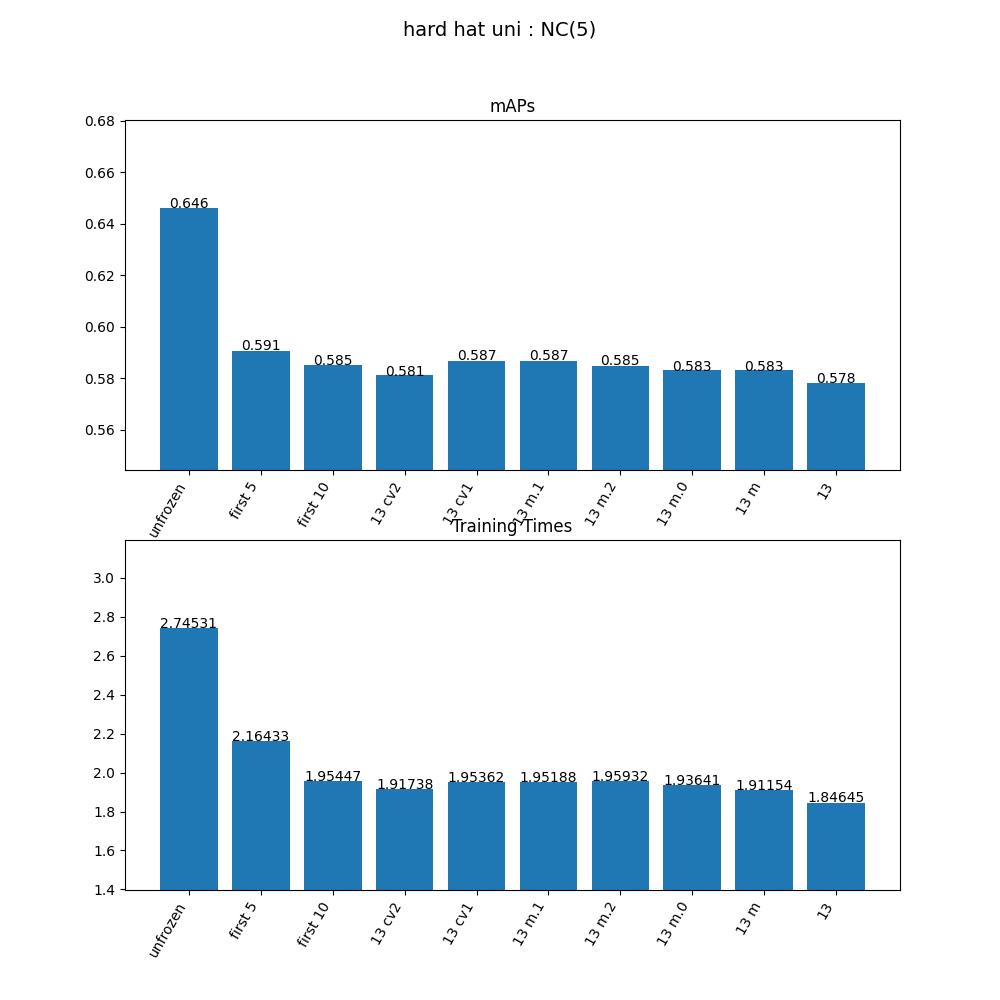 hard hat uni : NC(5)
mAPs
0.68
0.66
0.64
0.62
0.60
0.58
0.56
0.646
0.591
0.585
0.581
0.587
0.587
0.585
0.583
0.583
0.578
unfrozen
first 5
first 10
13 cv2
13 cv1
13 m.1
13 m.2
13 m.0
13 m
13
Training Times
3.0
2.8
2.6
2.4
2.2
2.0
1.8
1.6
1.4
2.74531
2.16433
1.95447
1.91738
1.95362
1.95188
1.95932
1.93641
1.91154
1.84645
unfrozen
first 5
first 10
13 cv2
13 cv1
13 m.1
13 m.2
13 m.0
13 m
13